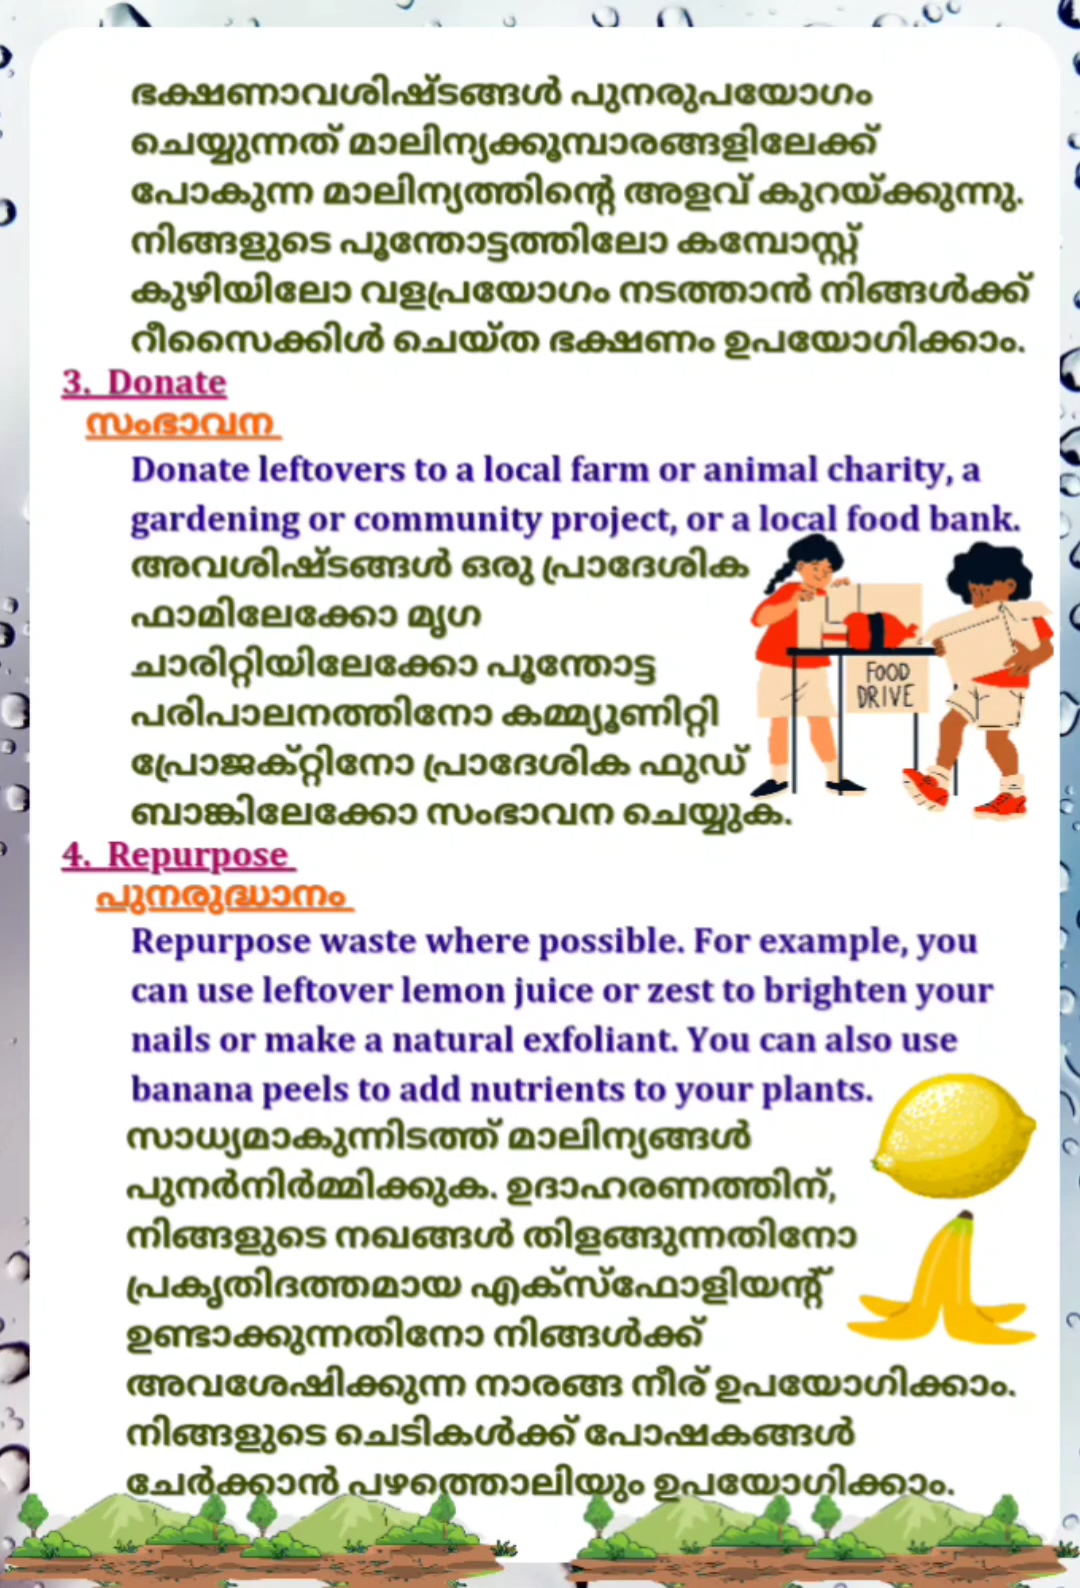 ഭക്ഷണാവശിഷ്ടങ്ങൾ പുനരുപയോഗം
ചെയ്യുന്നത് മാലിന്യക്കൂമ്പാരങ്ങളിലേക്ക്
പോകുന്ന മാലിന്യത്തിന്റെ അളവ് കുറയ്ക്കുന്നു.
നിങ്ങളുടെ പൂന്തോട്ടത്തിലോ കമ്പോസ്റ്റ്
കുഴിയിലോ വളപ്രയോഗം നടത്താൻ നിങ്ങൾക്ക്
റീസൈക്കിൾ ചെയ്ത ഭക്ഷണം ഉപയോഗിക്കാം.
3. Donate
സംഭാവന
Donate leftovers to a local farm or animal charity, a
gardening or community project, or a local food bank.
അവശിഷ്ടങ്ങൾ ഒരു പ്രാദേശിക
ഫാമിലേക്കോ മൃഗ
ചാരിറ്റിയിലേക്കോ പൂന്തോട്ട
പരിപാലനത്തിനോ കമ്മ്യൂണിറ്റി
പ്രോജക്റ്റിനോ പ്രാദേശിക ഫുഡ്
ബാങ്കിലേക്കോ സംഭാവന ചെയ്യുക.
FOOD
DRIVE
4. Repurpose
പുനരുദ്ധാനം
Repurpose waste where possible. For example, you
can use leftover lemon juice or zest to brighten your
nails or make a natural exfoliant. You can also use
banana peels to add nutrients to your plants.
സാധ്യമാകുന്നിടത്ത് മാലിന്യങ്ങൾ
പുനർനിർമ്മിക്കുക. ഉദാഹരണത്തിന്,
നിങ്ങളുടെ നഖങ്ങൾ തിളങ്ങുന്നതിനോ
പ്രകൃതിദത്തമായ എക്സ്ഫോളിയന്റ്
ഉണ്ടാക്കുന്നതിനോ നിങ്ങൾക്ക്
അവശേഷിക്കുന്ന നാരങ്ങ നീര് ഉപയോഗിക്കാം.
നിങ്ങളുടെ ചെടികൾക്ക് പോഷകങ്ങൾ
ചേർക്കാൻ പഴത്തൊലിയും ഉപയോഗിക്കാം.